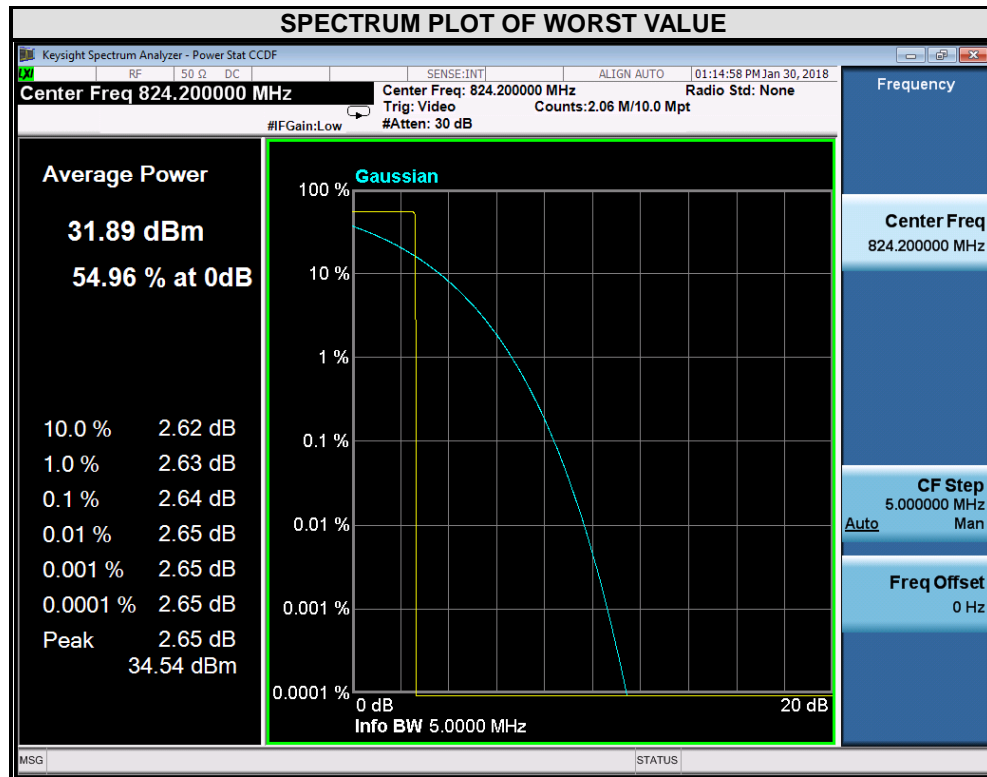 SPECTRUM PLOT OF WORST VALUE
Keysight Spectrum Analyzer - Power Stat CCDF
LXI RF 50 Ω DC SENSE:INT ALIGN AUTO 01:14:58 PM Jan 30, 2018
Center Freq 824.200000 MHz
Center Freq: 824.200000 MHz Radio Std: None
Trig: Video Counts:2.06 M/10.0 Mpt
#IFGain:Low #Atten: 30 dB
Frequency
Average Power
31.89 dBm
54.96 % at 0dB
10.0 % 2.62 dB
1.0 % 2.63 dB
0.1 % 2.64 dB
0.01 % 2.65 dB
0.001 % 2.65 dB
0.0001 % 2.65 dB
Peak 2.65 dB
34.54 dBm
Gaussian
100 %
10 %
1 %
0.1 %
0.01 %
0.001 %
0.0001 %
0 dB 20 dB
Info BW 5.0000 MHz
Center Freq
824.200000 MHz
CF Step
5.000000 MHz
Auto Man
Freq Offset
0 Hz
MSG STATUS